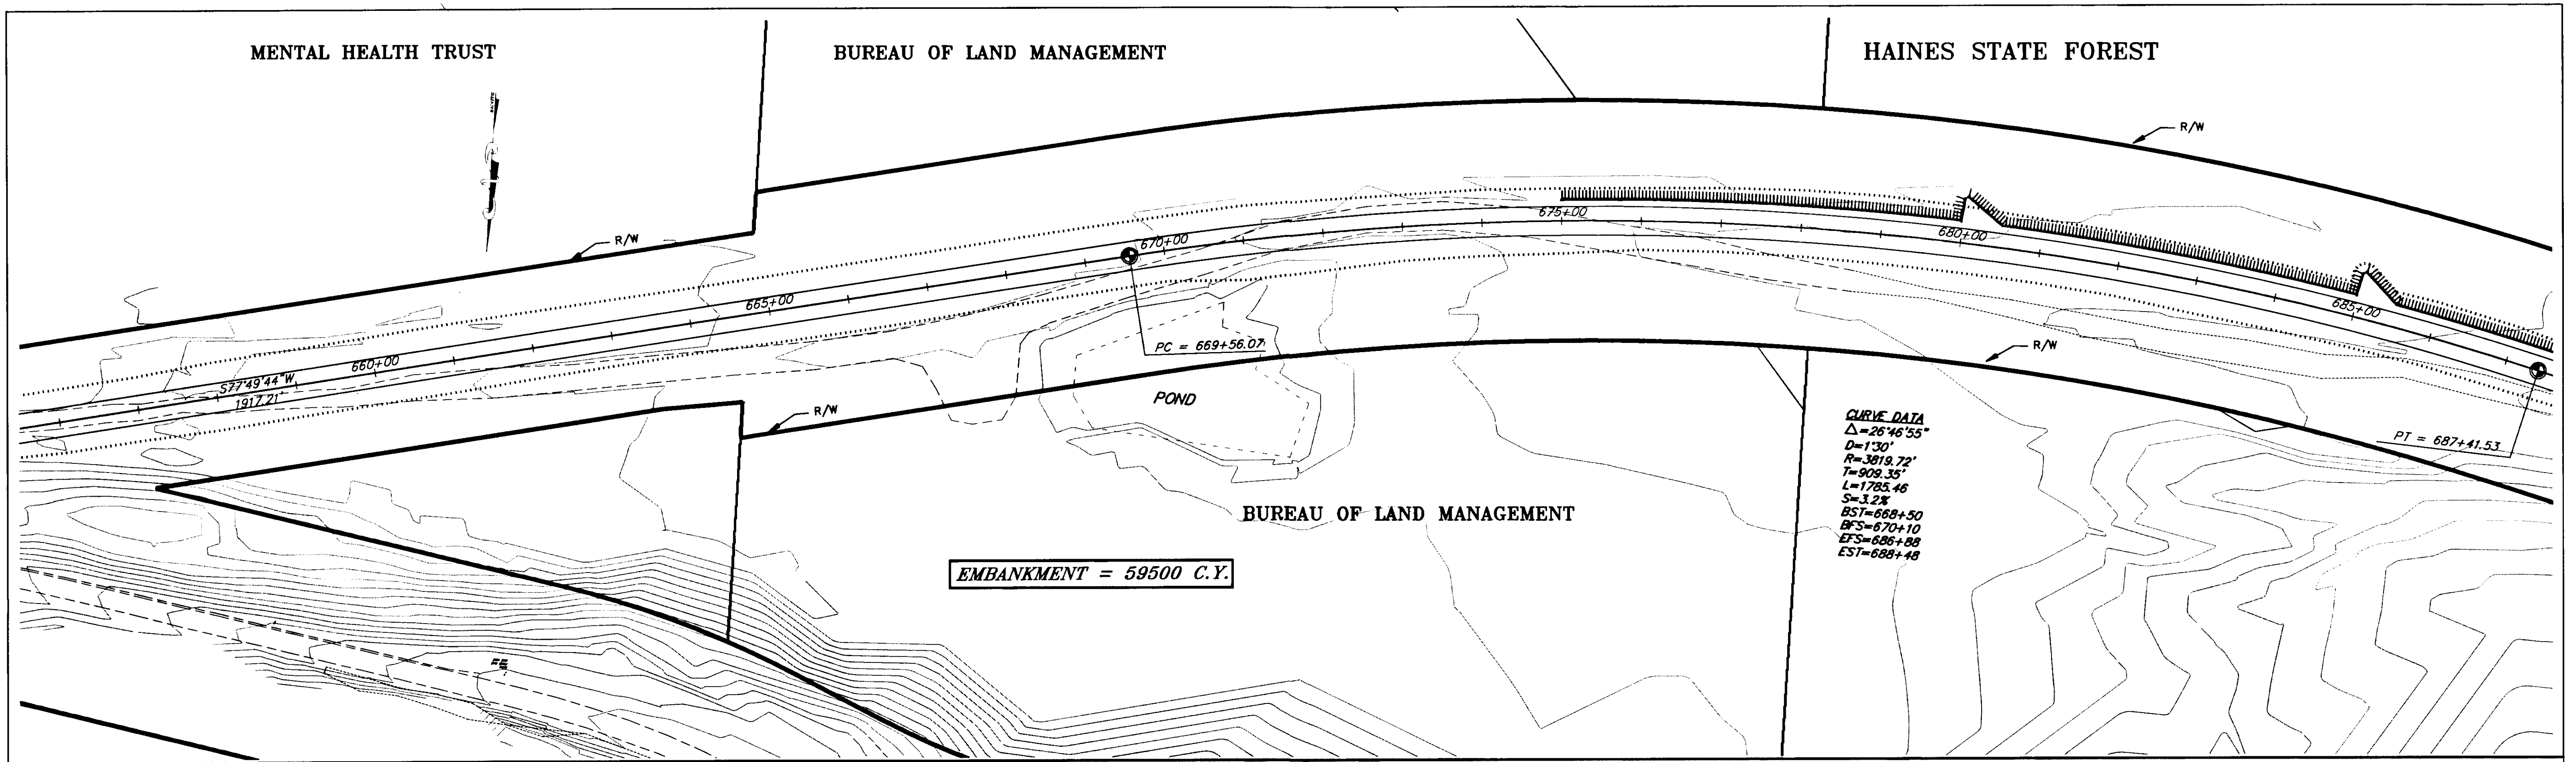 MENTAL HEALTH TRUST
BUREAU OF LAND MANAGEMENT
HAINES STATE FOREST
R/W
R/W
675+00
680+00
670+00
685+00
665+00
660+00
S77°49'44"W
1917.21'
PC = 669+56.07
R/W
R/W
POND
PT = 687+41.53
CURVE DATA
Δ=26°46'55"
D=1°30'
R=3819.72'
T=909.35'
L=1785.46
S=3.2%
BST=668+50
BFS=670+10
EFS=686+88
EST=688+48
BUREAU OF LAND MANAGEMENT
EMBANKMENT = 59500 C.Y.